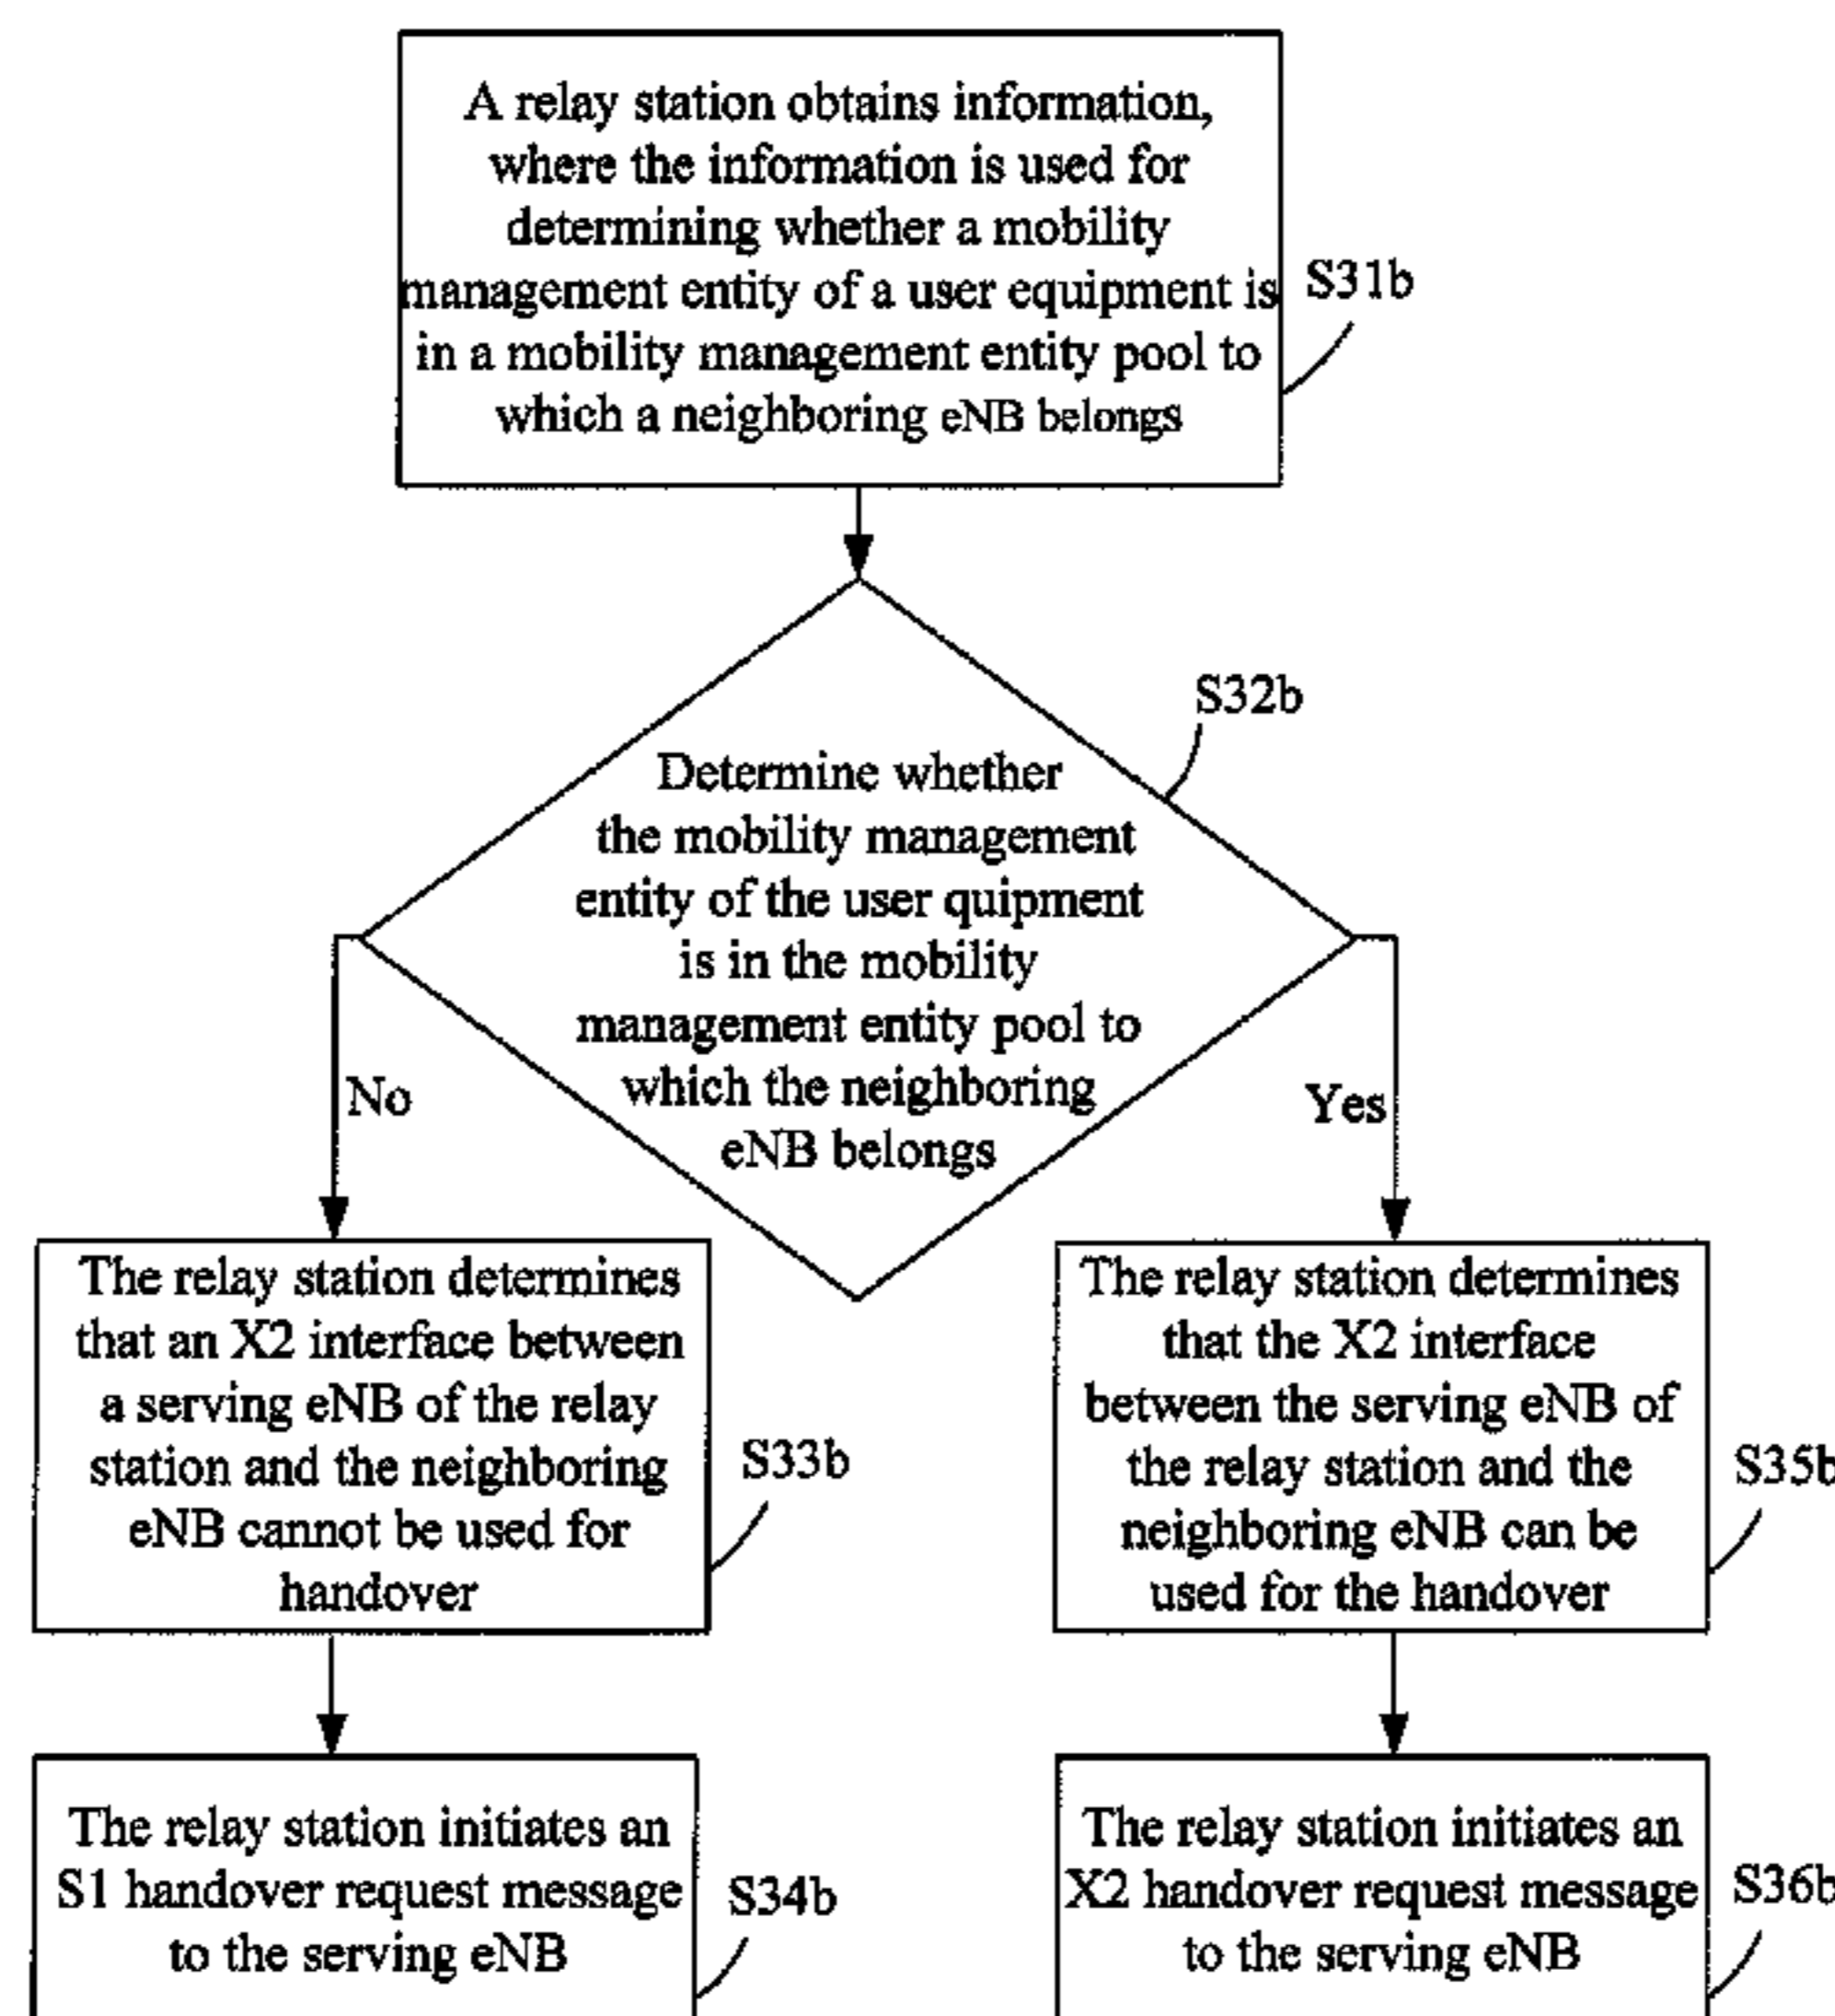 A relay station obtains information,
where the information is used for
determining whether a mobility
management entity of a user equipment is
in a mobility management entity pool to
which a neighboring eNB belongs
S31b
S32b
Determine whether
the mobility management
entity of the user quipment
is in the mobility
management entity pool to
which the neighboring
eNB belongs
No
Yes
The relay station determines
that an X2 interface between
a serving eNB of the relay
station and the neighboring
eNB cannot be used for
handover
S33b
The relay station determines
that the X2 interface
between the serving eNB of
the relay station and the
neighboring eNB can be
used for the handover
S35b
The relay station initiates an
S1 handover request message
to the serving eNB
S34b
The relay station initiates an
X2 handover request message
to the serving eNB
S36b